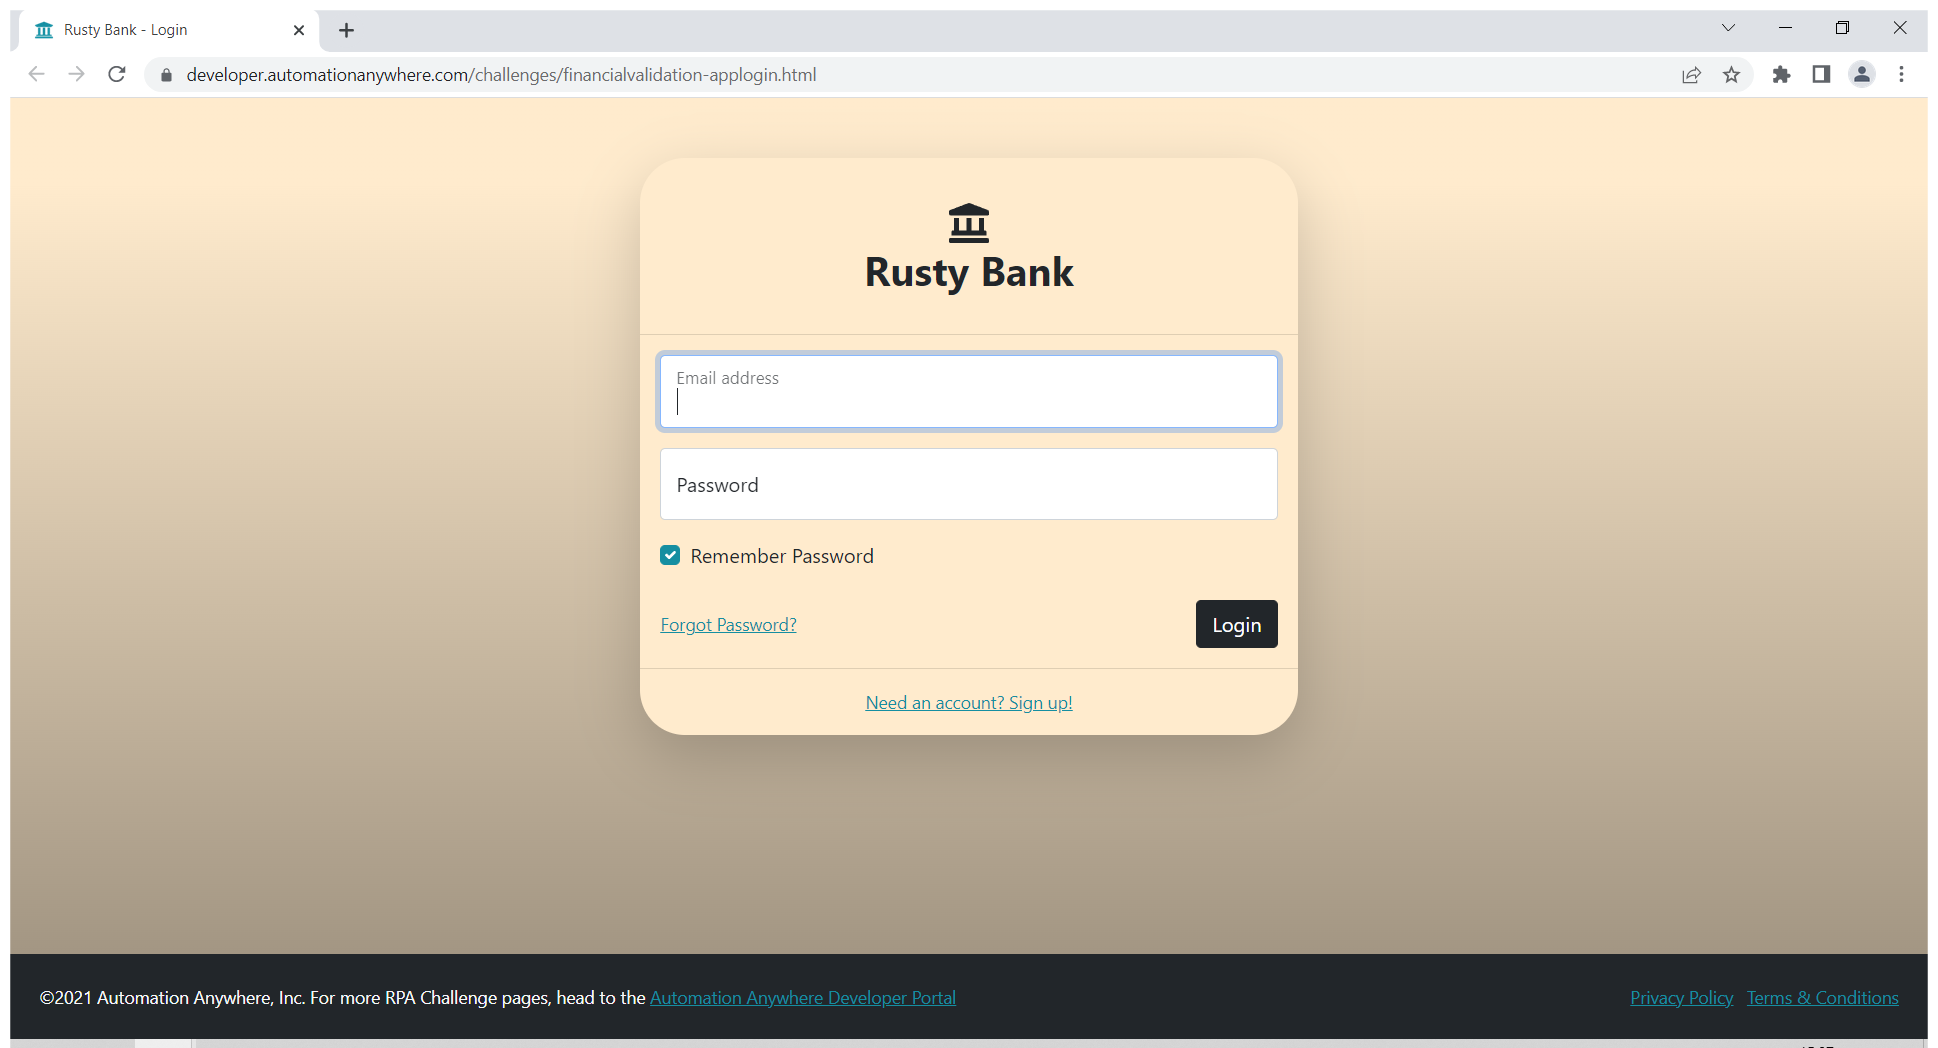 Rusty Bank - Login
developer.automationanywhere.com/challenges/financialvalidation-applogin.html
Rusty Bank
Email address
Password
Remember Password
Forgot Password?
Login
Need an account? Sign up!
©2021 Automation Anywhere, Inc. For more RPA Challenge pages, head to the Automation Anywhere Developer Portal
Privacy Policy Terms & Conditions